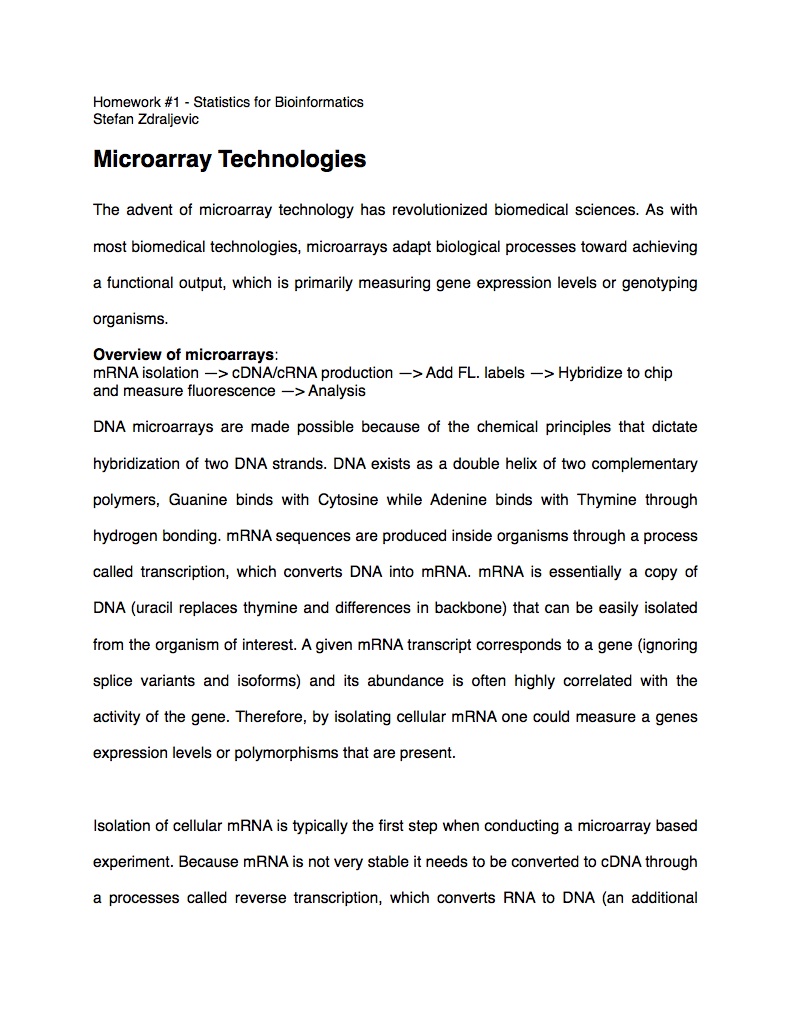 Homework #1 - Statistics for Bioinformatics
Stefan Zdraljevic
Microarray Technologies
The advent of microarray technology has revolutionized biomedical sciences. As with
most biomedical technologies, microarrays adapt biological processes toward achieving
a functional output, which is primarily measuring gene expression levels or genotyping
organisms.
Overview of microarrays:
mRNA isolation —> cDNA/cRNA production —> Add FL. labels —> Hybridize to chip
and measure fluorescence —> Analysis
DNA microarrays are made possible because of the chemical principles that dictate
hybridization of two DNA strands. DNA exists as a double helix of two complementary
polymers, Guanine binds with Cytosine while Adenine binds with Thymine through
hydrogen bonding. mRNA sequences are produced inside organisms through a process
called transcription, which converts DNA into mRNA. mRNA is essentially a copy of
DNA (uracil replaces thymine and differences in backbone) that can be easily isolated
from the organism of interest. A given mRNA transcript corresponds to a gene (ignoring
splice variants and isoforms) and its abundance is often highly correlated with the
activity of the gene. Therefore, by isolating cellular mRNA one could measure a genes
expression levels or polymorphisms that are present.
Isolation of cellular mRNA is typically the first step when conducting a microarray based
experiment. Because mRNA is not very stable it needs to be converted to cDNA through
a processes called reverse transcription, which converts RNA to DNA (an additional